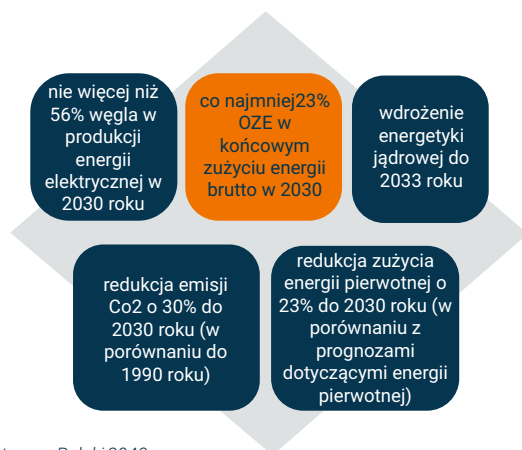 nie więcej niż
56% węgla w
produkcji
energii
elektrycznej w
2030 roku
co najmniej23%
OZE w
końcowym
zużyciu energii
brutto w 2030
wdrożenie
energetyki
jądrowej do
2033 roku
redukcja emisji
Co2 o 30% do
2030 roku (w
porównaniu do
1990 roku)
redukcja zużycia
energii pierwotnej o
23% do 2030 roku (w
porównaniu z
prognozami
dotyczącymi energii
pierwotnej)